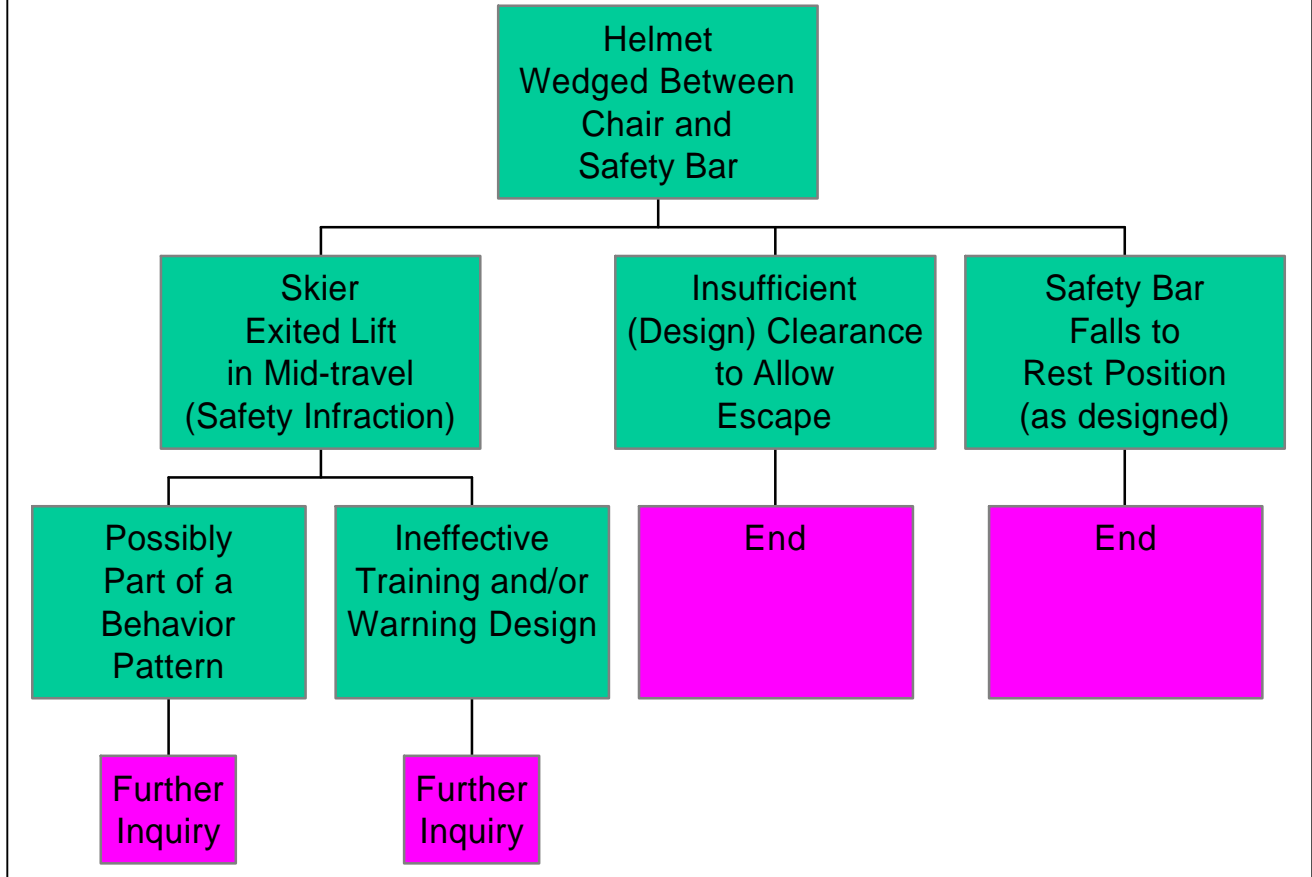 Helmet
Wedged Between
Chair and
Safety Bar
Skier
Exited Lift
in Mid-travel
(Safety Infraction)
Insufficient
(Design) Clearance
to Allow
Escape
Safety Bar
Falls to
Rest Position
(as designed)
Possibly
Part of a
Behavior
Pattern
Ineffective
Training and/or
Warning Design
End
End
Further
Inquiry
Further
Inquiry